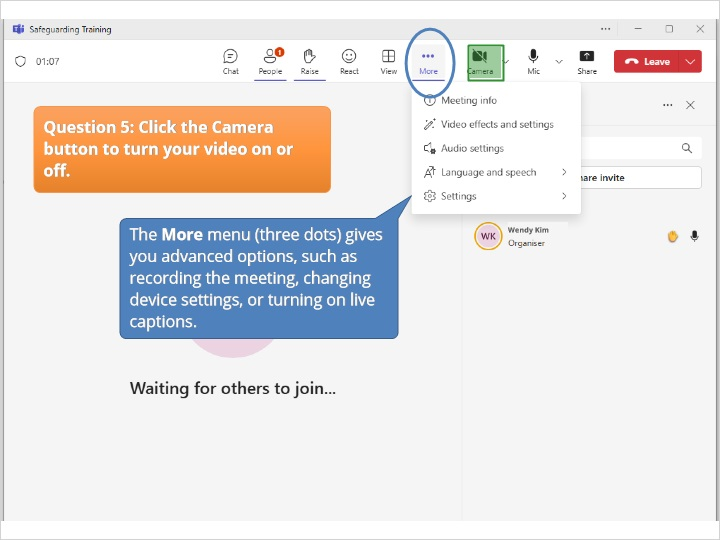 Safeguarding Training
01:07
Chat
People
1
Raise
React
View
More
Camera
Mic
Share
Leave
Question 5: Click the Camera
button to turn your video on or
off.
Meeting info
Video effects and settings
Audio settings
Language and speech
Settings
are invite
The More menu (three dots) gives
you advanced options, such as
recording the meeting, changing
device settings, or turning on live
captions.
WK
Wendy Kim
Organiser
Waiting for others to join...